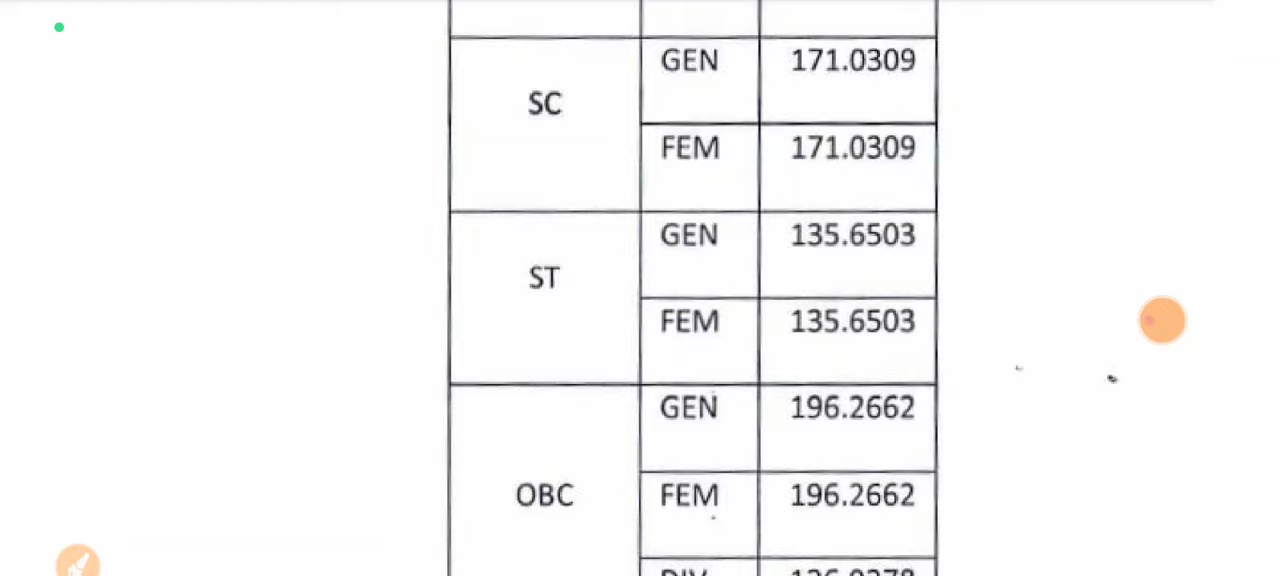 GEN 171.0309
SC
FEM 171.0309
GEN 135.6503
ST
FEM 135.6503
GEN 196.2662
OBC
FEM 196.2662